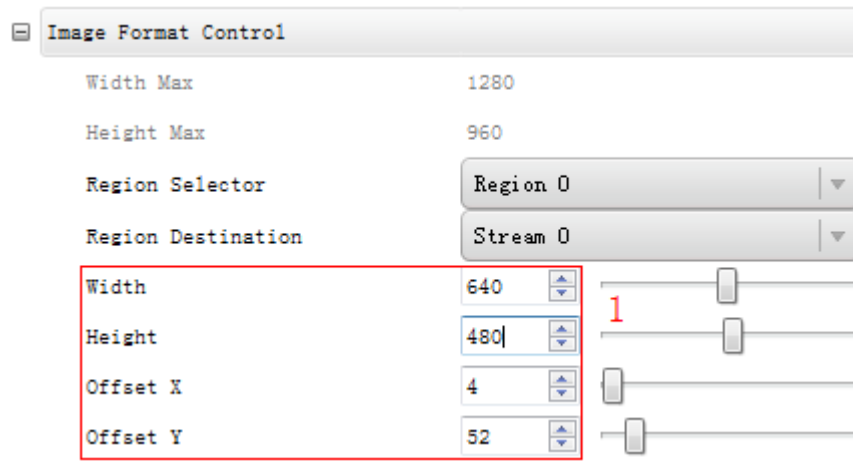 Image Format Control
Width Max 1280
Height Max 960
Region Selector Region 0
Region Destination Stream 0
Width 640
1
Height 480
Offset X 4
Offset Y 52